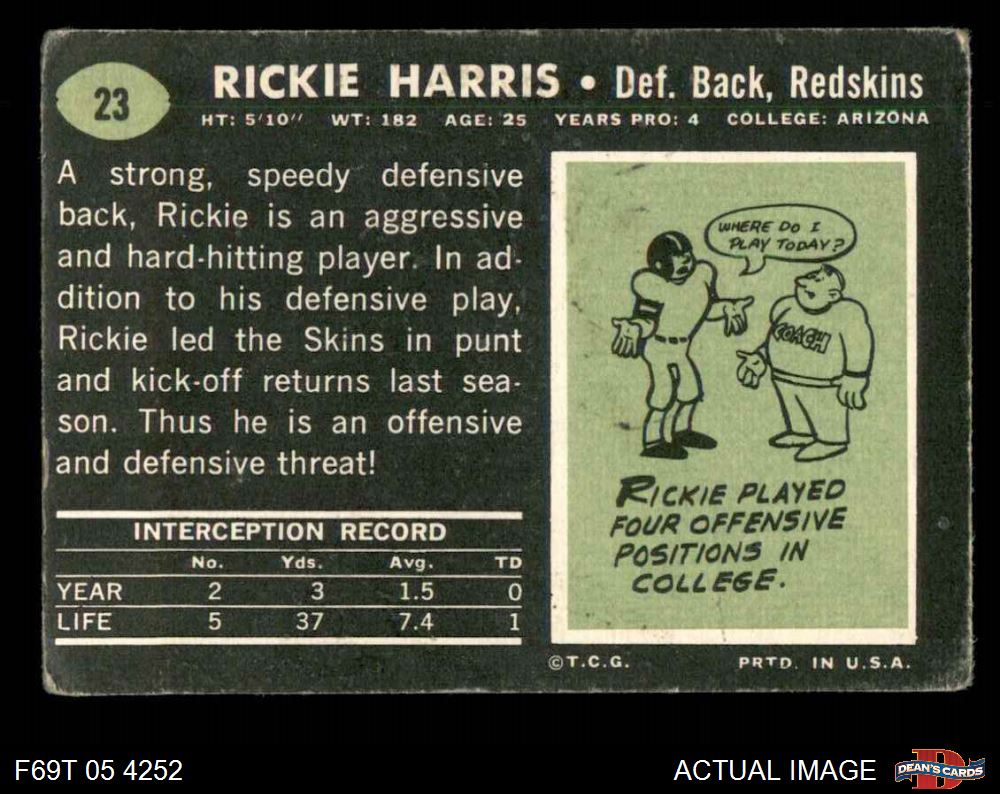 23
RICKIE HARRIS • Def. Back, Redskins
HT: 5'10" WT: 182 AGE: 25 YEARS PRO: 4 COLLEGE: ARIZONA
A strong, speedy defensive
back, Rickie is an aggressive
and hard-hitting player. In ad-
dition to his defensive play,
Rickie led the Skins in punt
and kick-off returns last sea-
son. Thus he is an offensive
and defensive threat!
INTERCEPTION RECORD
No. Yds. Avg. TD
YEAR 2 3 1.5 0
LIFE 5 37 7.4 1
WHERE DO I
PLAY TODAY?
COACH
RICKIE PLAYED
FOUR OFFENSIVE
POSITIONS IN
COLLEGE.
©T.C.G. PRTD. IN U.S.A.
F69T 05 4252
ACTUAL IMAGE
D
DEAN'S CARDS